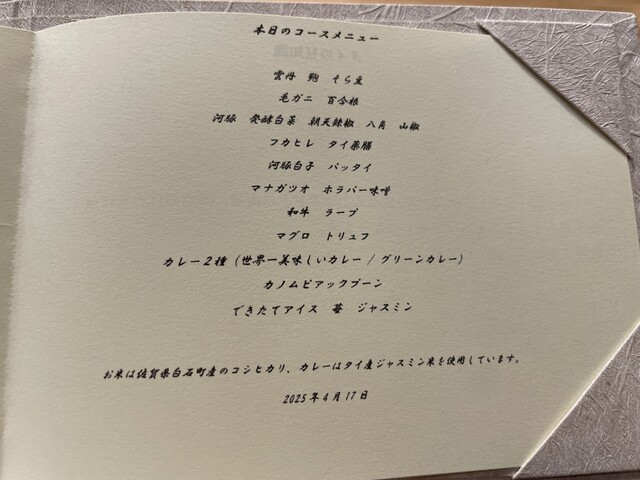 本日のコースメニュー
雲丹 鮑 そら豆
毛ガニ 百合根
河豚 発酵白菜 朝天辣椒 八角 山椒
フカヒレ タイ薬膳
河豚白子 パッタイ
マナガツオ ホラパー味噌
和牛 ラープ
マグロ トリュフ
カレー2種(世界一美味しいカレー / グリーンカレー)
カノムピアックプーン
できたてアイス 苺 ジャスミン
お米は佐賀県白石町産のコシヒカリ、カレーはタイ産ジャスミン米を使用しています。
2025年4月17日